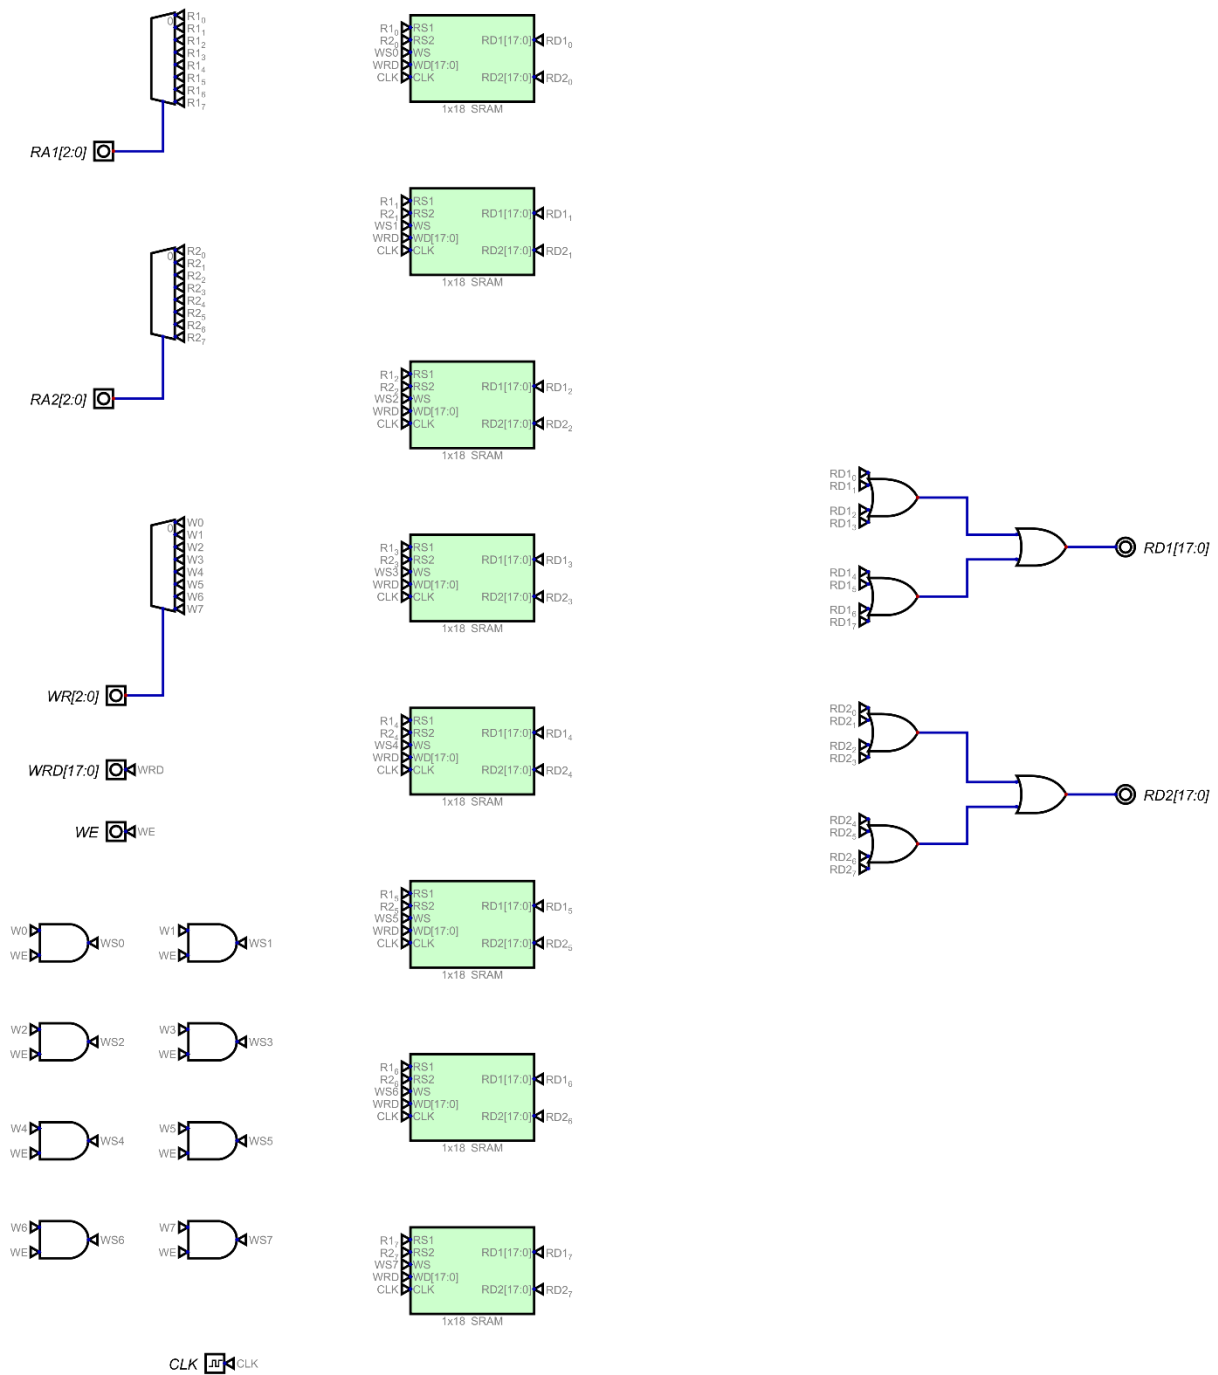 0
R1₀
R1₁
R1₂
R1₃
R1₄
R1₅
R1₆
R1₇
RA1[2:0]
0
R2₀
R2₁
R2₂
R2₃
R2₄
R2₅
R2₆
R2₇
RA2[2:0]
0
W0
W1
W2
W3
W4
W5
W6
W7
WR[2:0]
WRD[17:0] WRD
WE WE
W0
WE
WS0
W1
WE
WS1
W2
WE
WS2
W3
WE
WS3
W4
WE
WS4
W5
WE
WS5
W6
WE
WS6
W7
WE
WS7
CLK CLK
R1₀ RS1
R2₀ RS2 RD1[17:0] RD1₀
WS0 WS
WRD WD[17:0]
CLK CLK RD2[17:0] RD2₀
1x18 SRAM
R1₁ RS1
R2₁ RS2 RD1[17:0] RD1₁
WS1 WS
WRD WD[17:0]
CLK CLK RD2[17:0] RD2₁
1x18 SRAM
R1₂ RS1
R2₂ RS2 RD1[17:0] RD1₂
WS2 WS
WRD WD[17:0]
CLK CLK RD2[17:0] RD2₂
1x18 SRAM
R1₃ RS1
R2₃ RS2 RD1[17:0] RD1₃
WS3 WS
WRD WD[17:0]
CLK CLK RD2[17:0] RD2₃
1x18 SRAM
R1₄ RS1
R2₄ RS2 RD1[17:0] RD1₄
WS4 WS
WRD WD[17:0]
CLK CLK RD2[17:0] RD2₄
1x18 SRAM
R1₅ RS1
R2₅ RS2 RD1[17:0] RD1₅
WS5 WS
WRD WD[17:0]
CLK CLK RD2[17:0] RD2₅
1x18 SRAM
R1₆ RS1
R2₆ RS2 RD1[17:0] RD1₆
WS6 WS
WRD WD[17:0]
CLK CLK RD2[17:0] RD2₆
1x18 SRAM
R1₇ RS1
R2₇ RS2 RD1[17:0] RD1₇
WS7 WS
WRD WD[17:0]
CLK CLK RD2[17:0] RD2₇
1x18 SRAM
RD1₀
RD1₁
RD1₂
RD1₃
RD1₄
RD1₅
RD1₆
RD1₇
RD1[17:0]
RD2₀
RD2₁
RD2₂
RD2₃
RD2₄
RD2₅
RD2₆
RD2₇
RD2[17:0]